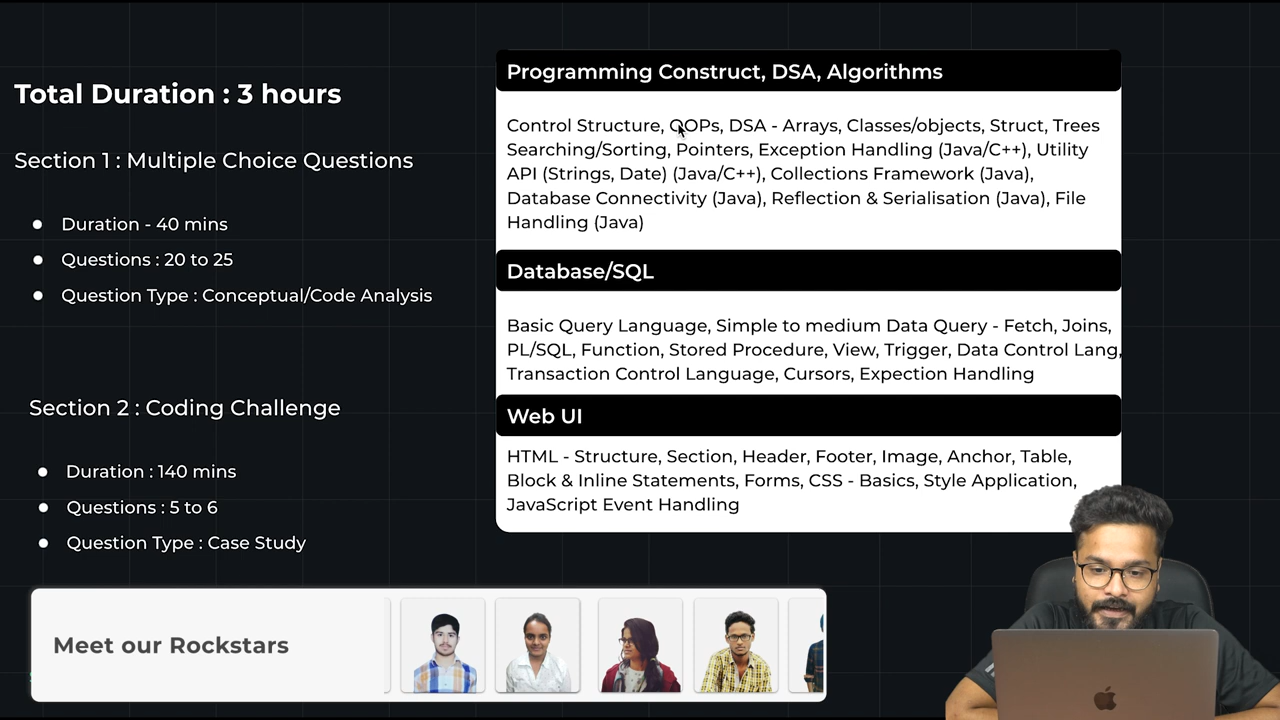 Total Duration : 3 hours
Section 1 : Multiple Choice Questions
Duration - 40 mins
Questions : 20 to 25
Question Type : Conceptual/Code Analysis
Section 2 : Coding Challenge
Duration : 140 mins
Questions : 5 to 6
Question Type : Case Study
Programming Construct, DSA, Algorithms
Control Structure, OOPs, DSA - Arrays, Classes/objects, Struct, Trees
Searching/Sorting, Pointers, Exception Handling (Java/C++), Utility
API (Strings, Date) (Java/C++), Collections Framework (Java),
Database Connectivity (Java), Reflection & Serialisation (Java), File
Handling (Java)
Database/SQL
Basic Query Language, Simple to medium Data Query - Fetch, Joins,
PL/SQL, Function, Stored Procedure, View, Trigger, Data Control Lang,
Transaction Control Language, Cursors, Expection Handling
Web UI
HTML - Structure, Section, Header, Footer, Image, Anchor, Table,
Block & Inline Statements, Forms, CSS - Basics, Style Application,
JavaScript Event Handling
Meet our Rockstars